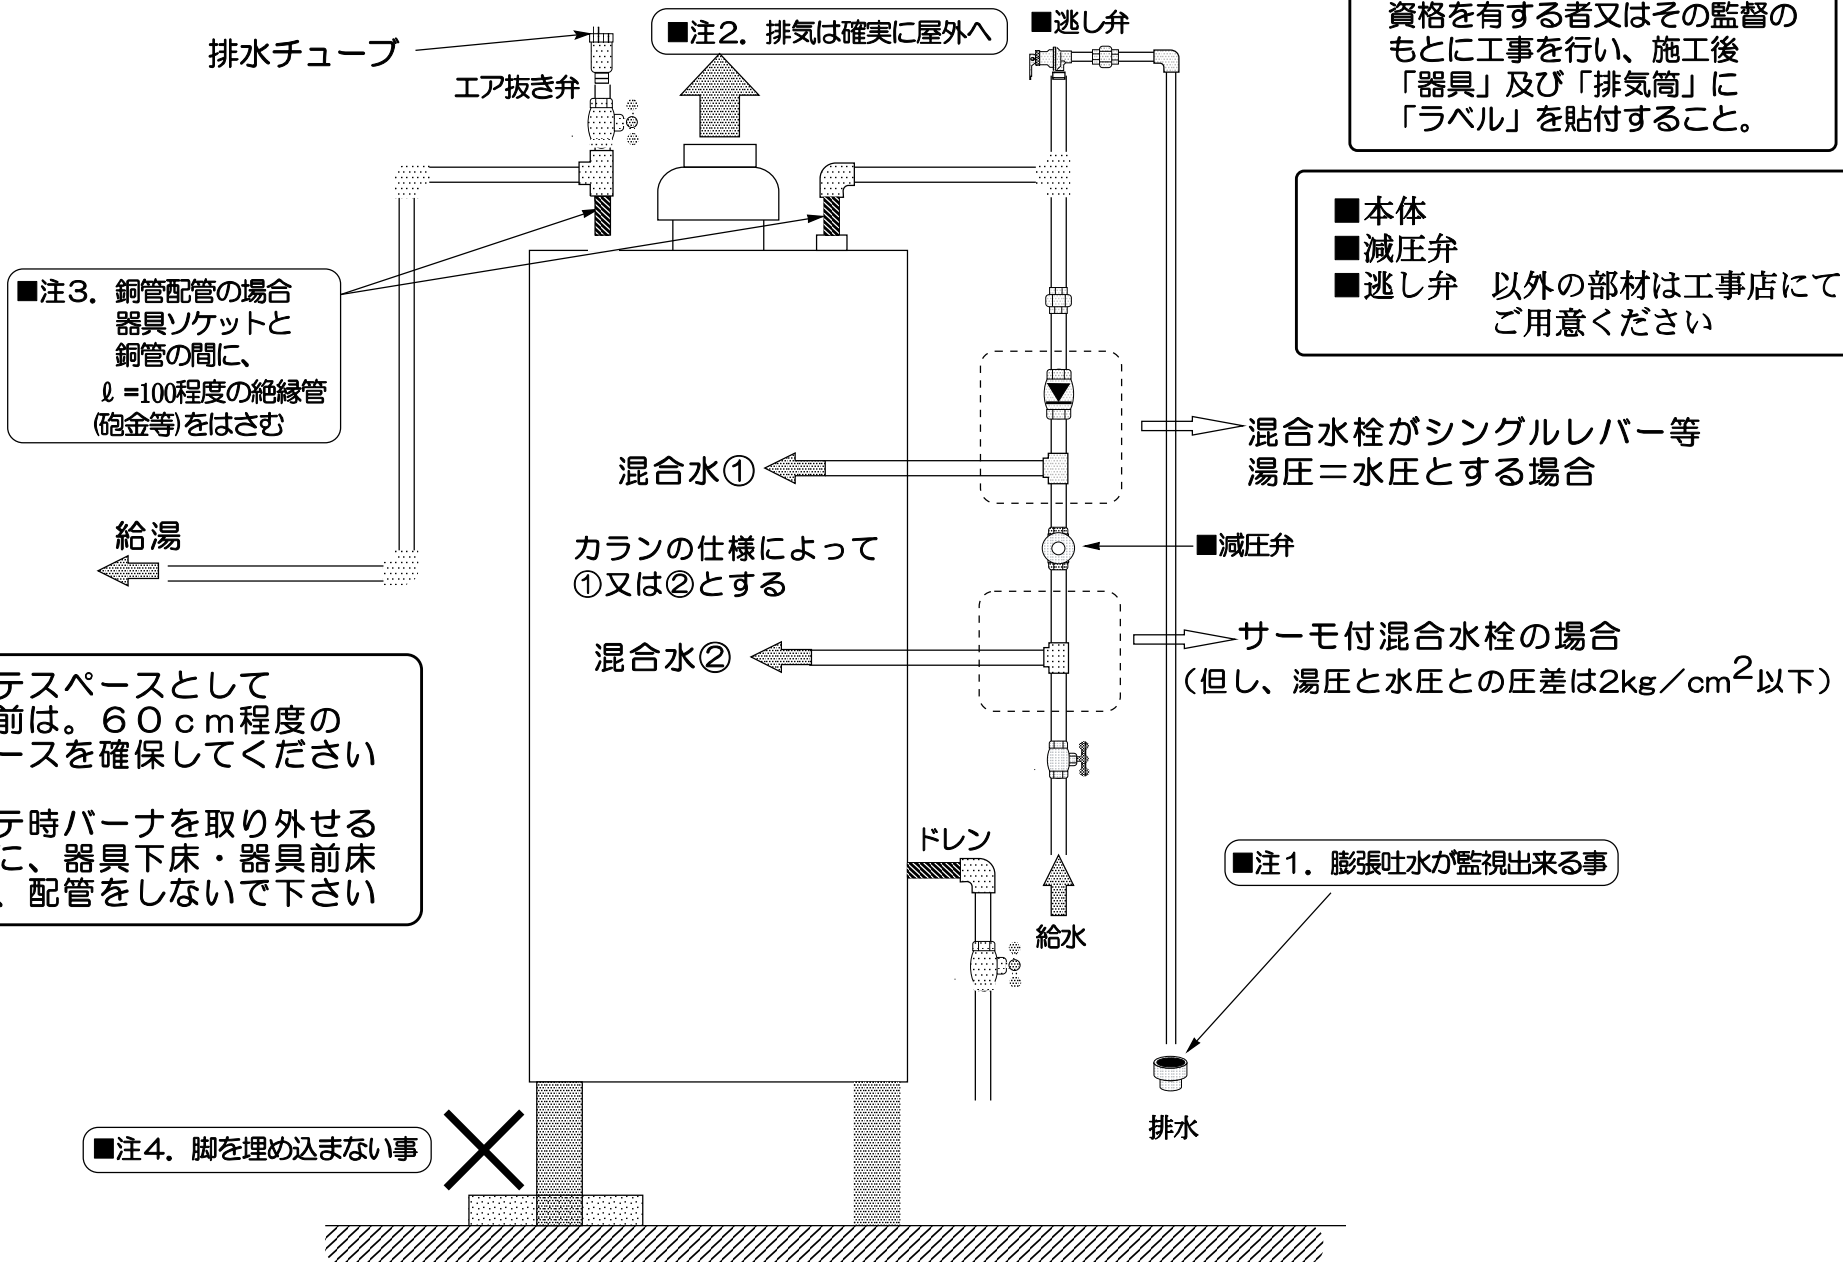 資格を有する者又はその監督の
もとに工事を行い、施工後
「器具」及び「排気筒」に
「ラベル」を貼付すること。
■注2. 排気は確実に屋外へ
■逃し弁
排水チューブ
エア抜き弁
■本体
■減圧弁
■逃し弁 以外の部材は工事店にて
ご用意ください
■注3. 銅管配管の場合
器具ソケットと
銅管の間に、
ℓ=100程度の絶縁管
(砲金等)をはさむ
混合水栓がシングルレバー等
湯圧=水圧とする場合
混合水①
給湯
カランの仕様によって
①又は②とする
■減圧弁
混合水②
サーモ付混合水栓の場合
(但し、湯圧と水圧との圧差は2kg/cm²以下)
テスペースとして
前は。60cm程度の
ースを確保してください
テ時バーナを取り外せる
に、器具下床・器具前床
、配管をしないで下さい
ドレン
■注1. 膨張吐水が監視出来る事
給水
排水
■注4. 脚を埋め込まない事